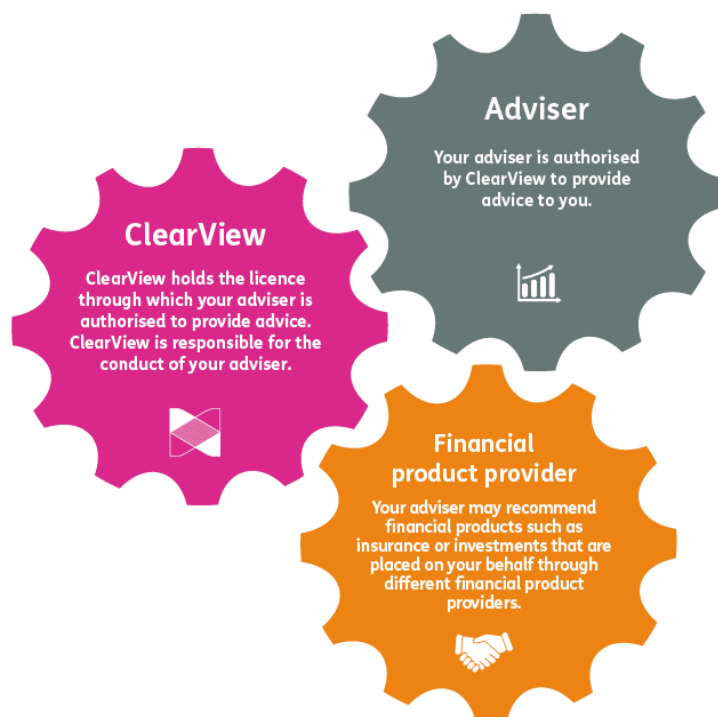 Adviser
Your adviser is authorised
by ClearView to provide
advice to you.
ClearView
ClearView holds the licence
through which your adviser is
authorised to provide advice.
ClearView is responsible for the
conduct of your adviser.
Financial
product provider
Your adviser may recommend
financial products such as
insurance or investments that are
placed on your behalf through
different financial product
providers.